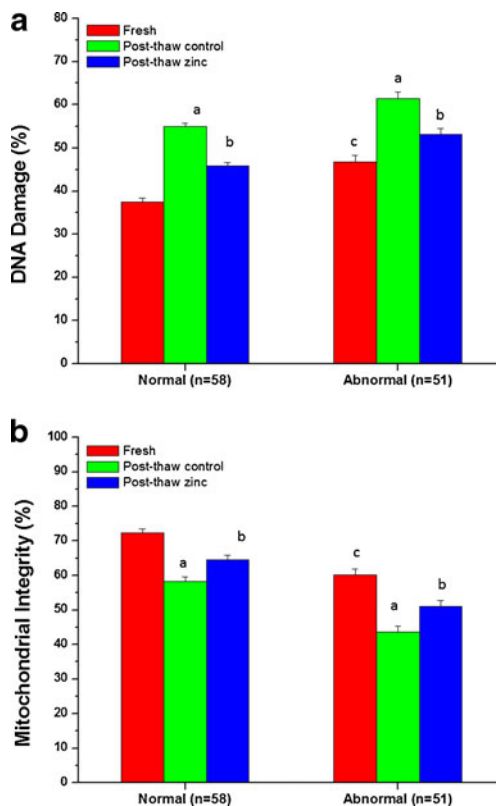 a
80
Fresh
Post-thaw control
Post-thaw zinc
70
a
60
a
b
50
c
b
40
30
20
10
0
DNA Damage (%)
Normal (n=58)
Abnormal (n=51)
b
100
Fresh
Post-thaw control
Post-thaw zinc
90
80
70
b
c
60
a
b
50
a
40
30
20
10
0
Mitochondrial Integrity (%)
Normal (n=58)
Abnormal (n=51)